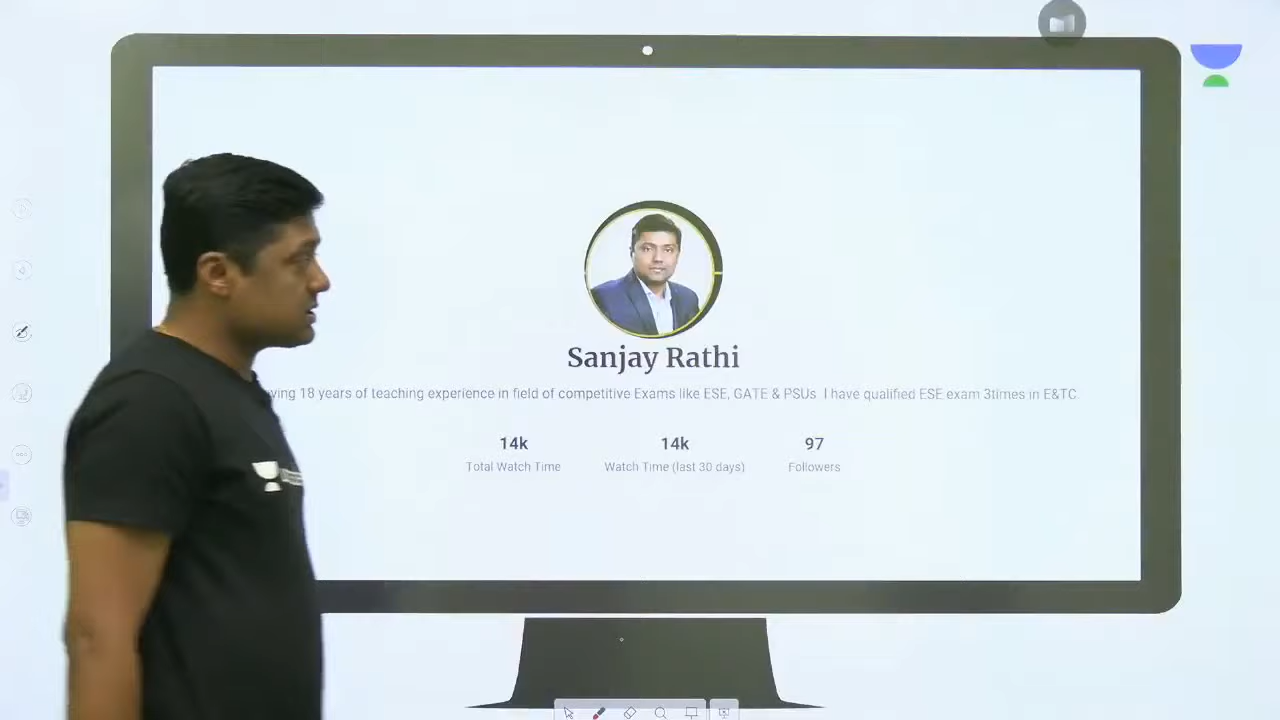 Sanjay Rathi
18 years of teaching experience in field of competitive Exams like ESE, GATE & PSUs I have qualified ESE exam 3times in E&TC
14k 14k 97
Total Watch Time Watch Time (last 30 days) Followers